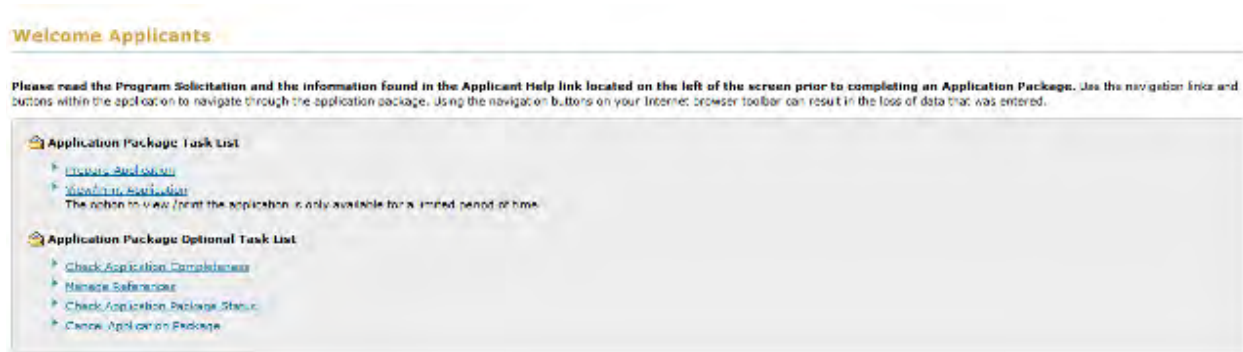 Welcome Applicants
Please read the Program Solicitation and the information found in the Applicant Help link located on the left of the screen prior to completing an Application Package. Use the navigation links and
buttons within the application to navigate through the application package. Using the navigation buttons on your Internet browser toolbar can result in the loss of data that was entered.
Application Package Task List
Prepare Application
View/Print Application
The option to view /print the application is only available for a limited period of time
Application Package Optional Task List
Check Application Completeness
Manage References
Check Application Package Status
Cancel Application Package